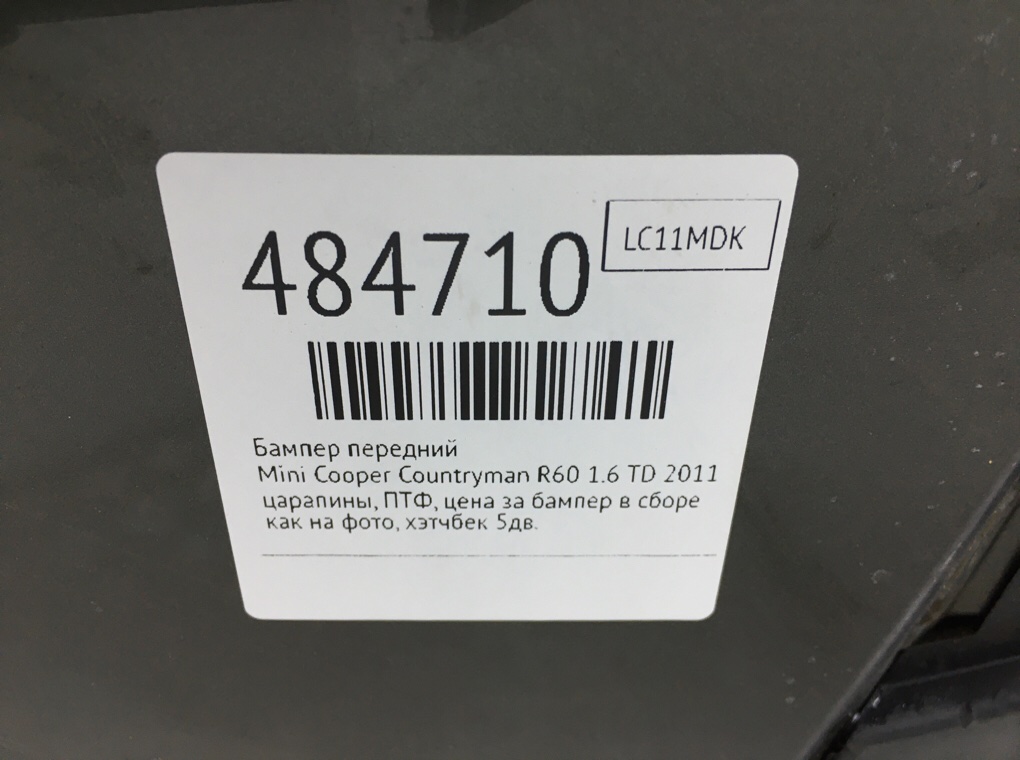 484710
LC11MDK
Бампер передний
Mini Cooper Countryman R60 1.6 TD 2011
царапины, ПТФ, цена за бампер в сборе
как на фото, хэтчбек 5дв.